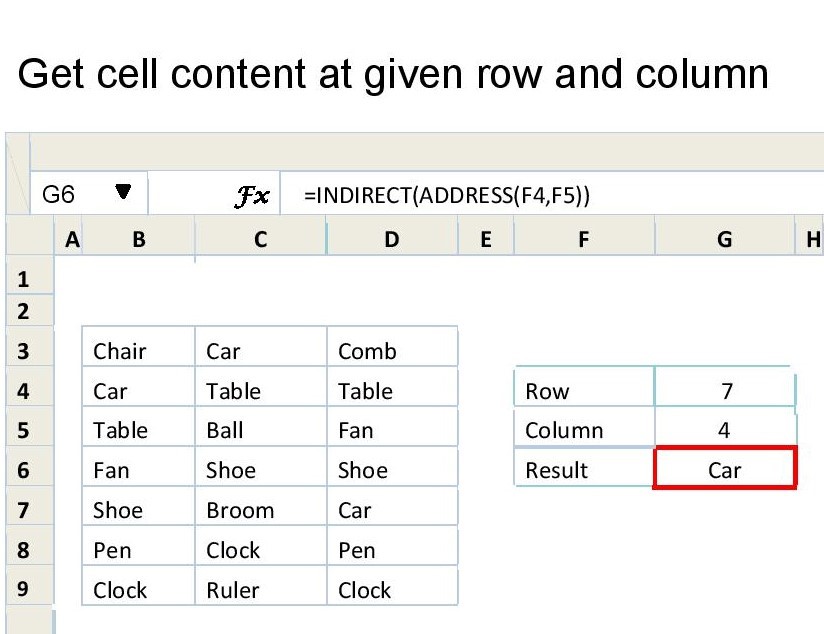 Get cell content at given row and column
G6 ▼ Fx =INDIRECT(ADDRESS(F4,F5))
A B C D E F G H
1
2
3 Chair Car Comb
4 Car Table Table Row 7
5 Table Ball Fan Column 4
6 Fan Shoe Shoe Result Car
7 Shoe Broom Car
8 Pen Clock Pen
9 Clock Ruler Clock